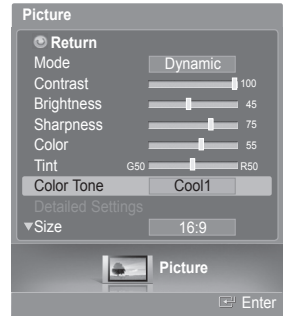 Picture
Return
Mode Dynamic
Contrast 100
Brightness 45
Sharpness 75
Color 55
Tint G50 R50
Color Tone Cool1
Detailed Settings
▼Size 16:9
Picture
Enter